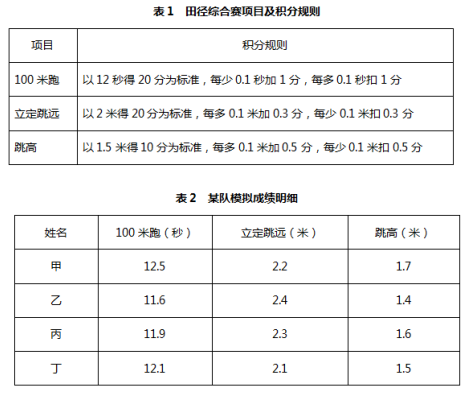 表1 田径综合赛项目及积分规则
项目 积分规则
100 米跑 以 12 秒得 20 分为标准，每少 0.1 秒加 1 分，每多 0.1 秒扣 1 分
立定跳远 以 2 米得 20 分为标准，每多 0.1 米加 0.3 分，每少 0.1 米扣 0.3 分
跳高 以 1.5 米得 10 分为标准，每多 0.1 米加 0.5 分，每少 0.1 米扣 0.5 分
表2 某队模拟成绩明细
姓名 100 米跑（秒） 立定跳远（米） 跳高（米）
甲 12.5 2.2 1.7
乙 11.6 2.4 1.4
丙 11.9 2.3 1.6
丁 12.1 2.1 1.5